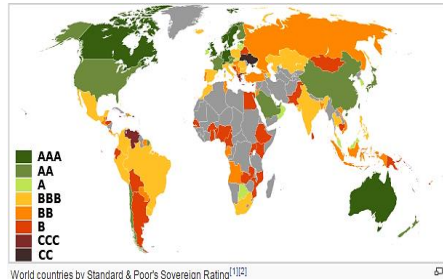 AAA
AA
A
BBB
BB
B
CCC
CC
World countries by Standard & Poor's Sovereign Rating[1][2]